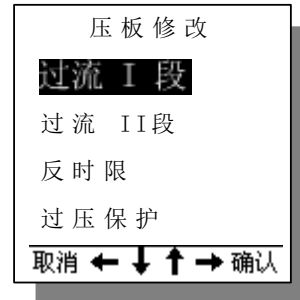 压板修改
过流 I 段
过流 II段
反时限
过压保护
取消 ← ↓ ↑ → 确认